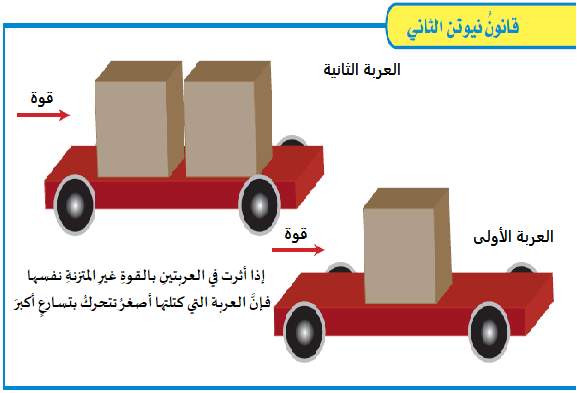 قانونُ نيوتن الثاني
العربة الثانية
قوة
العربة الأولى
قوة
إذا أثرت في العربتينِ بالقوةِ غيرِ المتزنةِ نفسها
فإنَّ العربة التي كتلتها أصغرُ تتحركُ بتسارعٍ أكبرَ